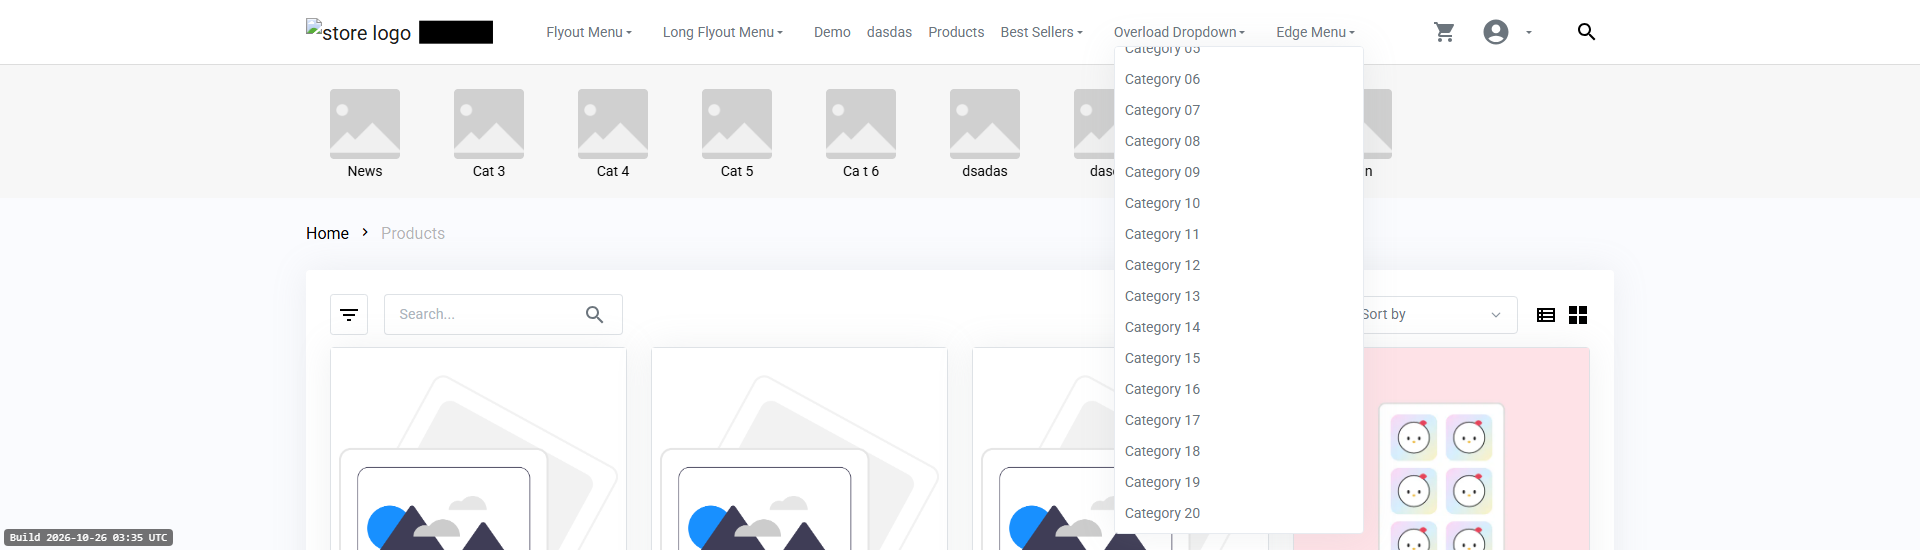 store logo
Flyout Menu
Long Flyout Menu
Demo
dasdas
Products
Best Sellers
Overload Dropdown
Edge Menu
Category 05
Category 06
Category 07
Category 08
Category 09
Category 10
Category 11
Category 12
Category 13
Category 14
Category 15
Category 16
Category 17
Category 18
Category 19
Category 20
News
Cat 3
Cat 4
Cat 5
Ca t 6
dsadas
n
Home
Products
Search...
Sort by
Build 2026-10-26 03:35 UTC